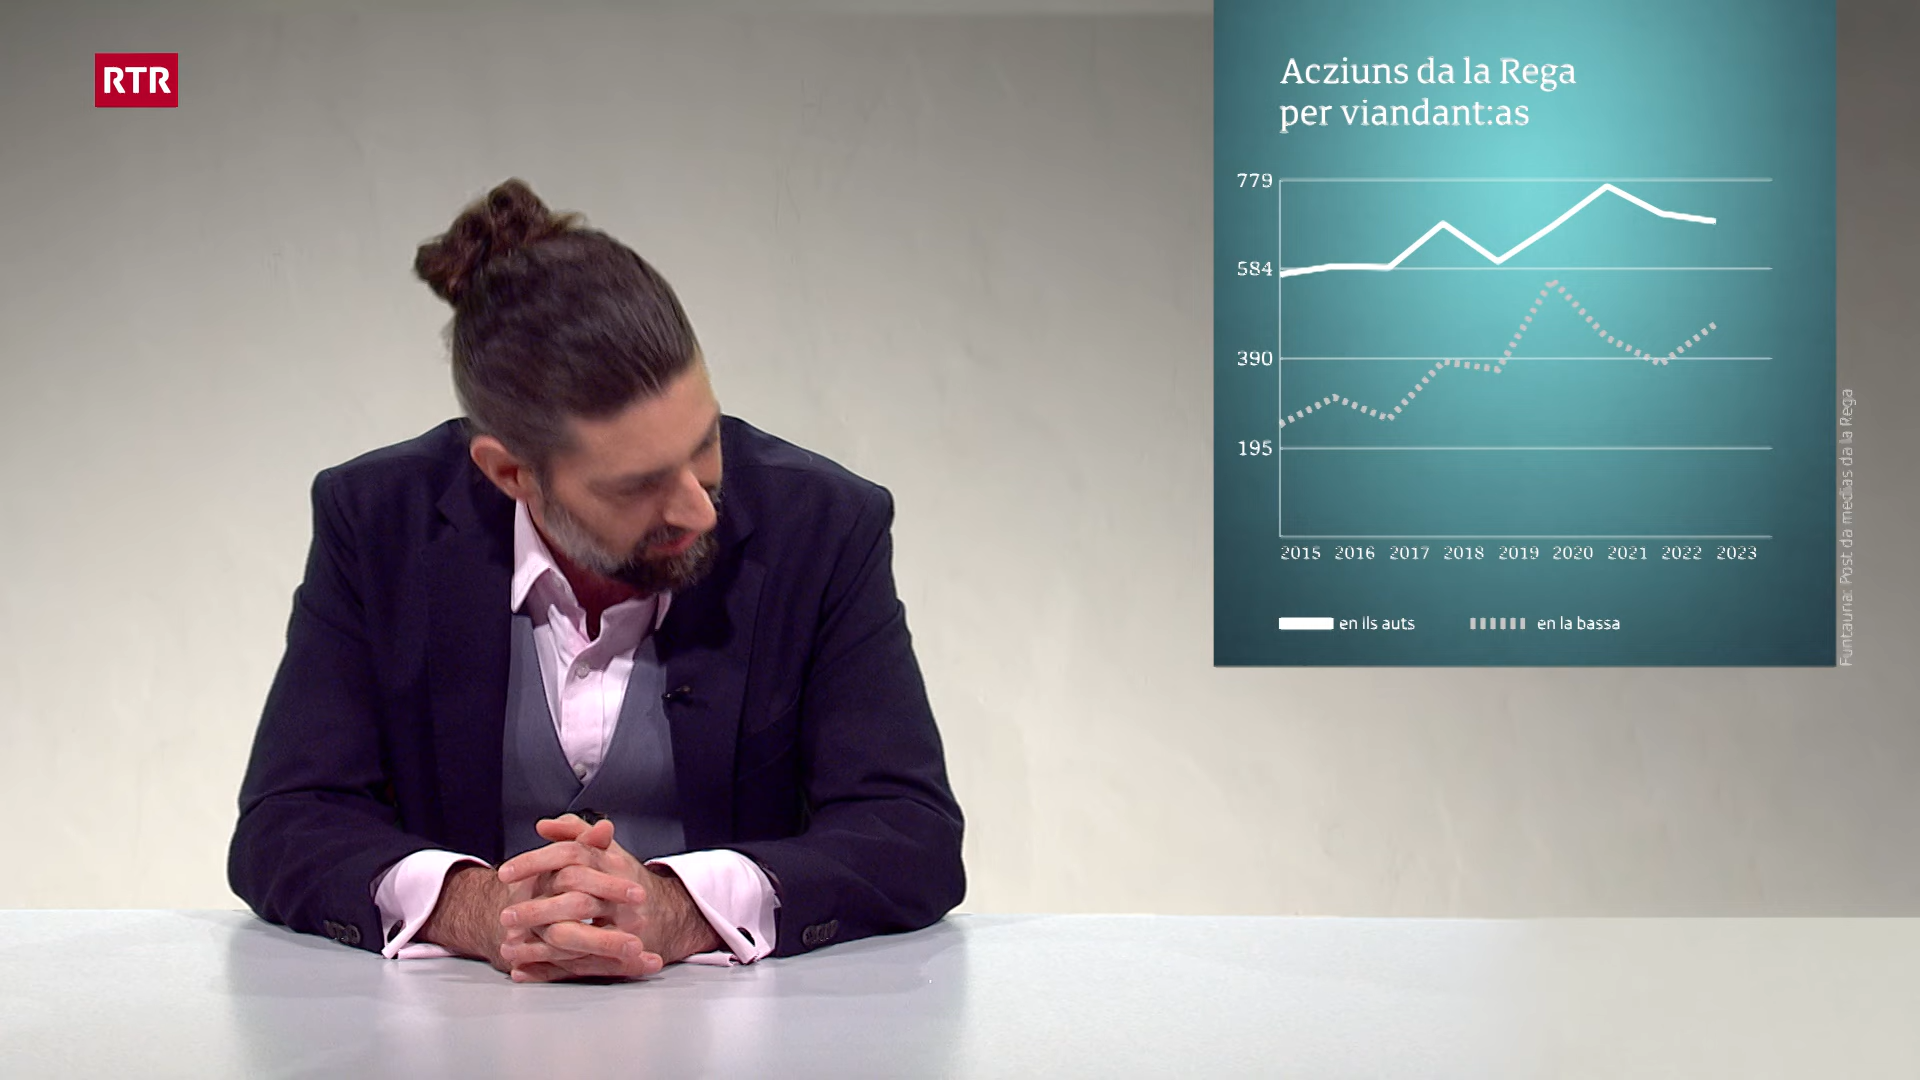 RTR
Acziuns da la Rega
per viandant:as
779
584
390
195
2015 2016 2017 2018 2019 2020 2021 2022 2023
en ils auts
en la bassa
Funtauna: Post da medias da la Rega